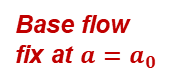 Base flow
fix at a = a₀